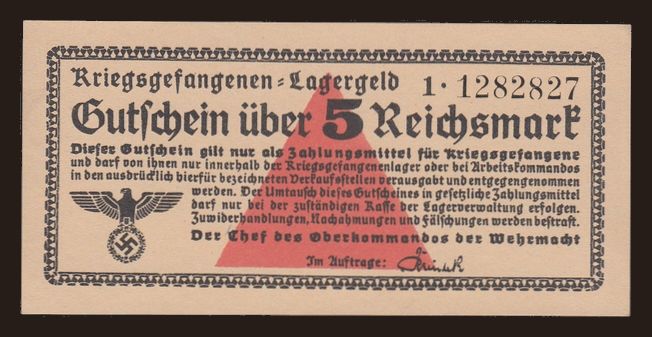 Kriegsgefangenen-Lagergeld 1 · 1282827
Gutschein über 5 Reichsmark
Dieser Gutschein gilt nur als Zahlungsmittel für Kriegsgefangene
und darf von ihnen nur innerhalb der Kriegsgefangenenlager oder bei Arbeitskommandos
in den ausdrücklich hierfür bezeichneten Verkaufsstellen verausgabt und entgegengenommen
werden. Der Umtausch dieses Gutscheines in gesetzliche Zahlungsmittel
darf nur bei der zuständigen Kasse der Lagerverwaltung erfolgen.
Zuwiderhandlungen, Nachahmungen und Fälschungen werden bestraft.
Der Chef des Oberkommandos der Wehrmacht
Im Auftrage: